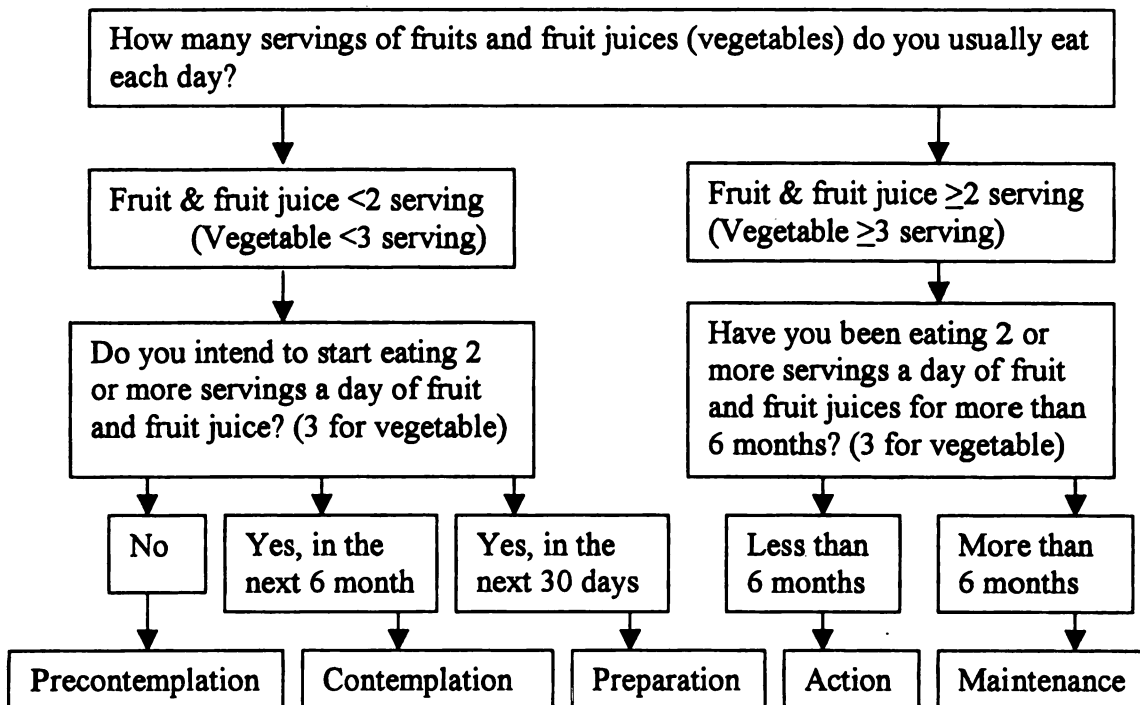 How many servings of fruits and fruit juices (vegetables) do you usually eat
each day?
Fruit & fruit juice <2 serving
(Vegetable <3 serving)
Fruit & fruit juice ≥2 serving
(Vegetable ≥3 serving)
Do you intend to start eating 2
or more servings a day of fruit
and fruit juice? (3 for vegetable)
Have you been eating 2 or
more servings a day of fruit
and fruit juices for more than
6 months? (3 for vegetable)
No
Yes, in the
next 6 month
Yes, in the
next 30 days
Less than
6 months
More than
6 months
Precontemplation
Contemplation
Preparation
Action
Maintenance